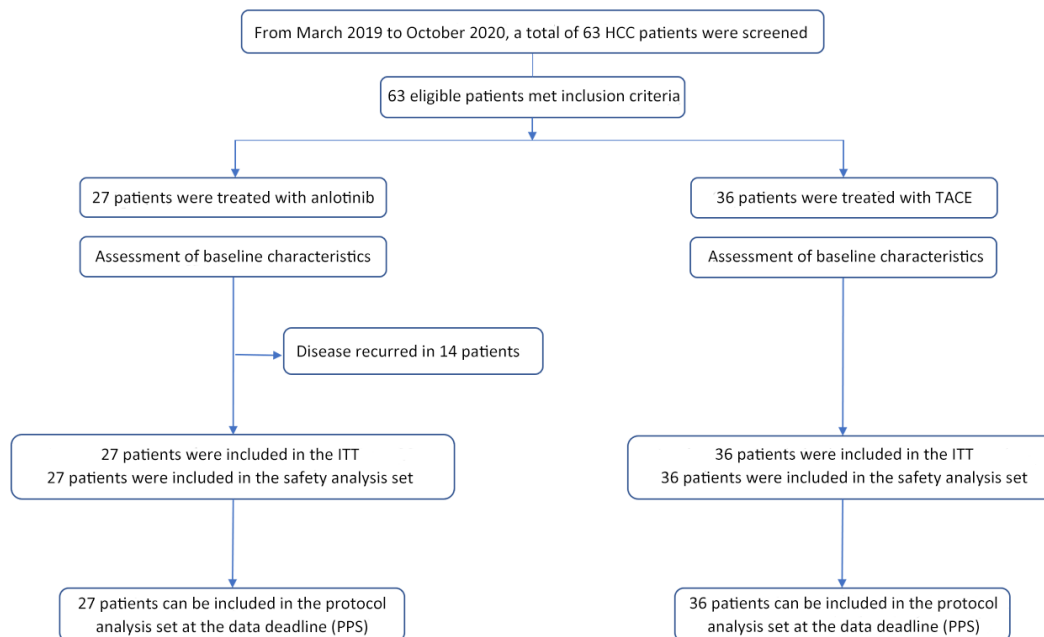 From March 2019 to October 2020, a total of 63 HCC patients were screened
63 eligible patients met inclusion criteria
27 patients were treated with anlotinib
36 patients were treated with TACE
Assessment of baseline characteristics
Assessment of baseline characteristics
Disease recurred in 14 patients
27 patients were included in the ITT
27 patients were included in the safety analysis set
36 patients were included in the ITT
36 patients were included in the safety analysis set
27 patients can be included in the protocol
analysis set at the data deadline (PPS)
36 patients can be included in the protocol
analysis set at the data deadline (PPS)